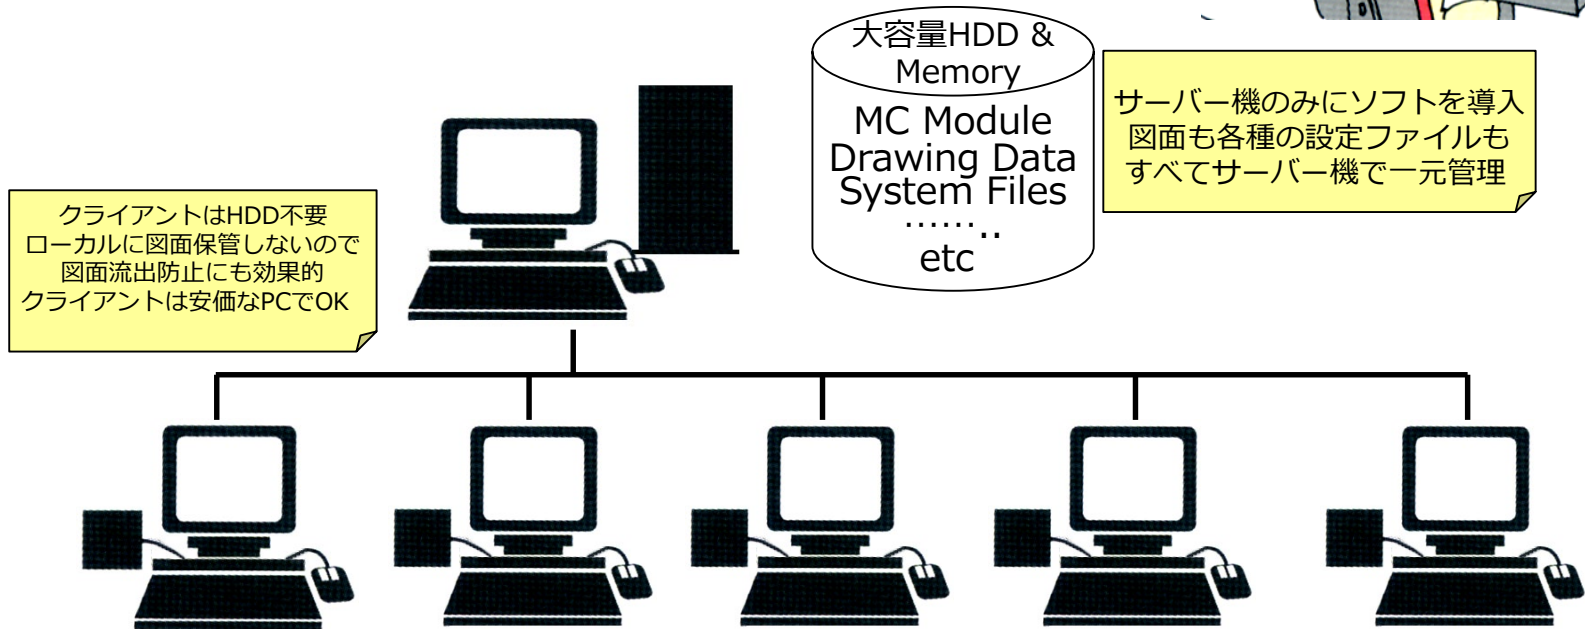 大容量HDD &
Memory
MC Module
Drawing Data
System Files
……..
etc
サーバー機のみにソフトを導入
図面も各種の設定ファイルも
すべてサーバー機で一元管理
クライアントはHDD不要
ローカルに図面保管しないので
図面流出防止にも効果的
クライアントは安価なPCでOK